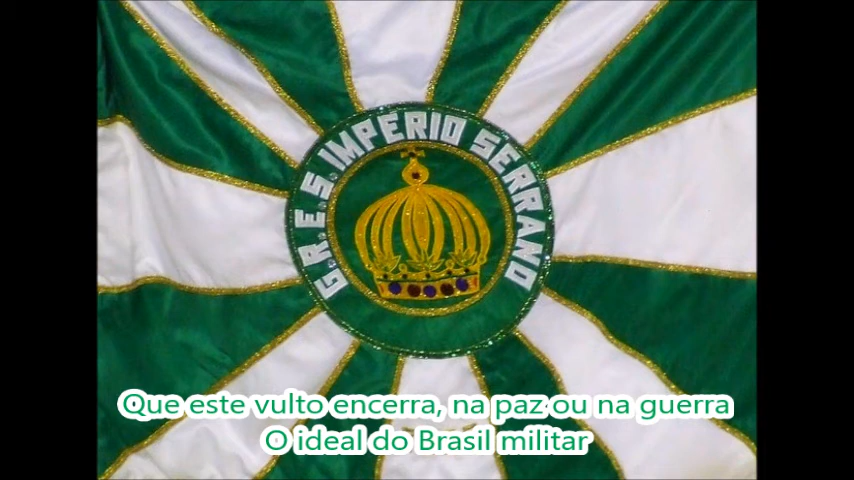 G.R.E.S. IMPERIO SERRANO
Que este vulto encerra, na paz ou na guerra
O ideal do Brasil militar